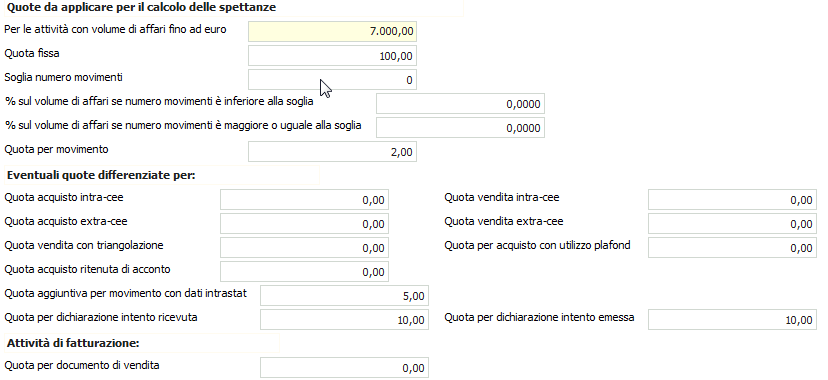 Quote da applicare per il calcolo delle spettanze
Per le attività con volume di affari fino ad euro 7.000,00
Quota fissa 100,00
Soglia numero movimenti 0
% sul volume di affari se numero movimenti è inferiore alla soglia 0,0000
% sul volume di affari se numero movimenti è maggiore o uguale alla soglia 0,0000
Quota per movimento 2,00
Eventuali quote differenziate per:
Quota acquisto intra-cee 0,00 Quota vendita intra-cee 0,00
Quota acquisto extra-cee 0,00 Quota vendita extra-cee 0,00
Quota vendita con triangolazione 0,00 Quota per acquisto con utilizzo plafond 0,00
Quota acquisto ritenuta di acconto 0,00
Quota aggiuntiva per movimento con dati intrastat 5,00
Quota per dichiarazione intento ricevuta 10,00 Quota per dichiarazione intento emessa 10,00
Attività di fatturazione:
Quota per documento di vendita 0,00